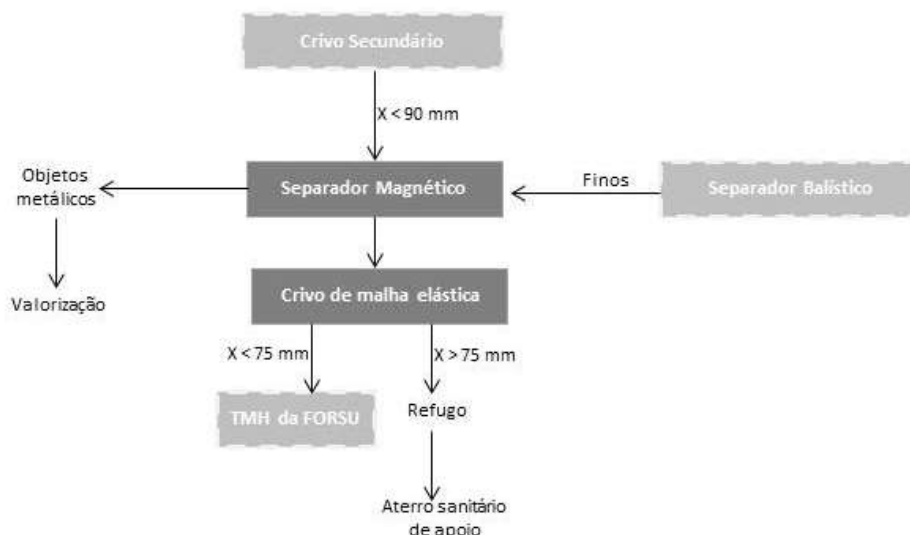 Crivo Secundário
X < 90 mm
Objetos
metálicos
Separador Magnético
Finos
Separador Balístico
Valorização
Crivo de malha elástica
X < 75 mm
X > 75 mm
TMH da FORSU
Refugo
Aterro sanitário
de apoio